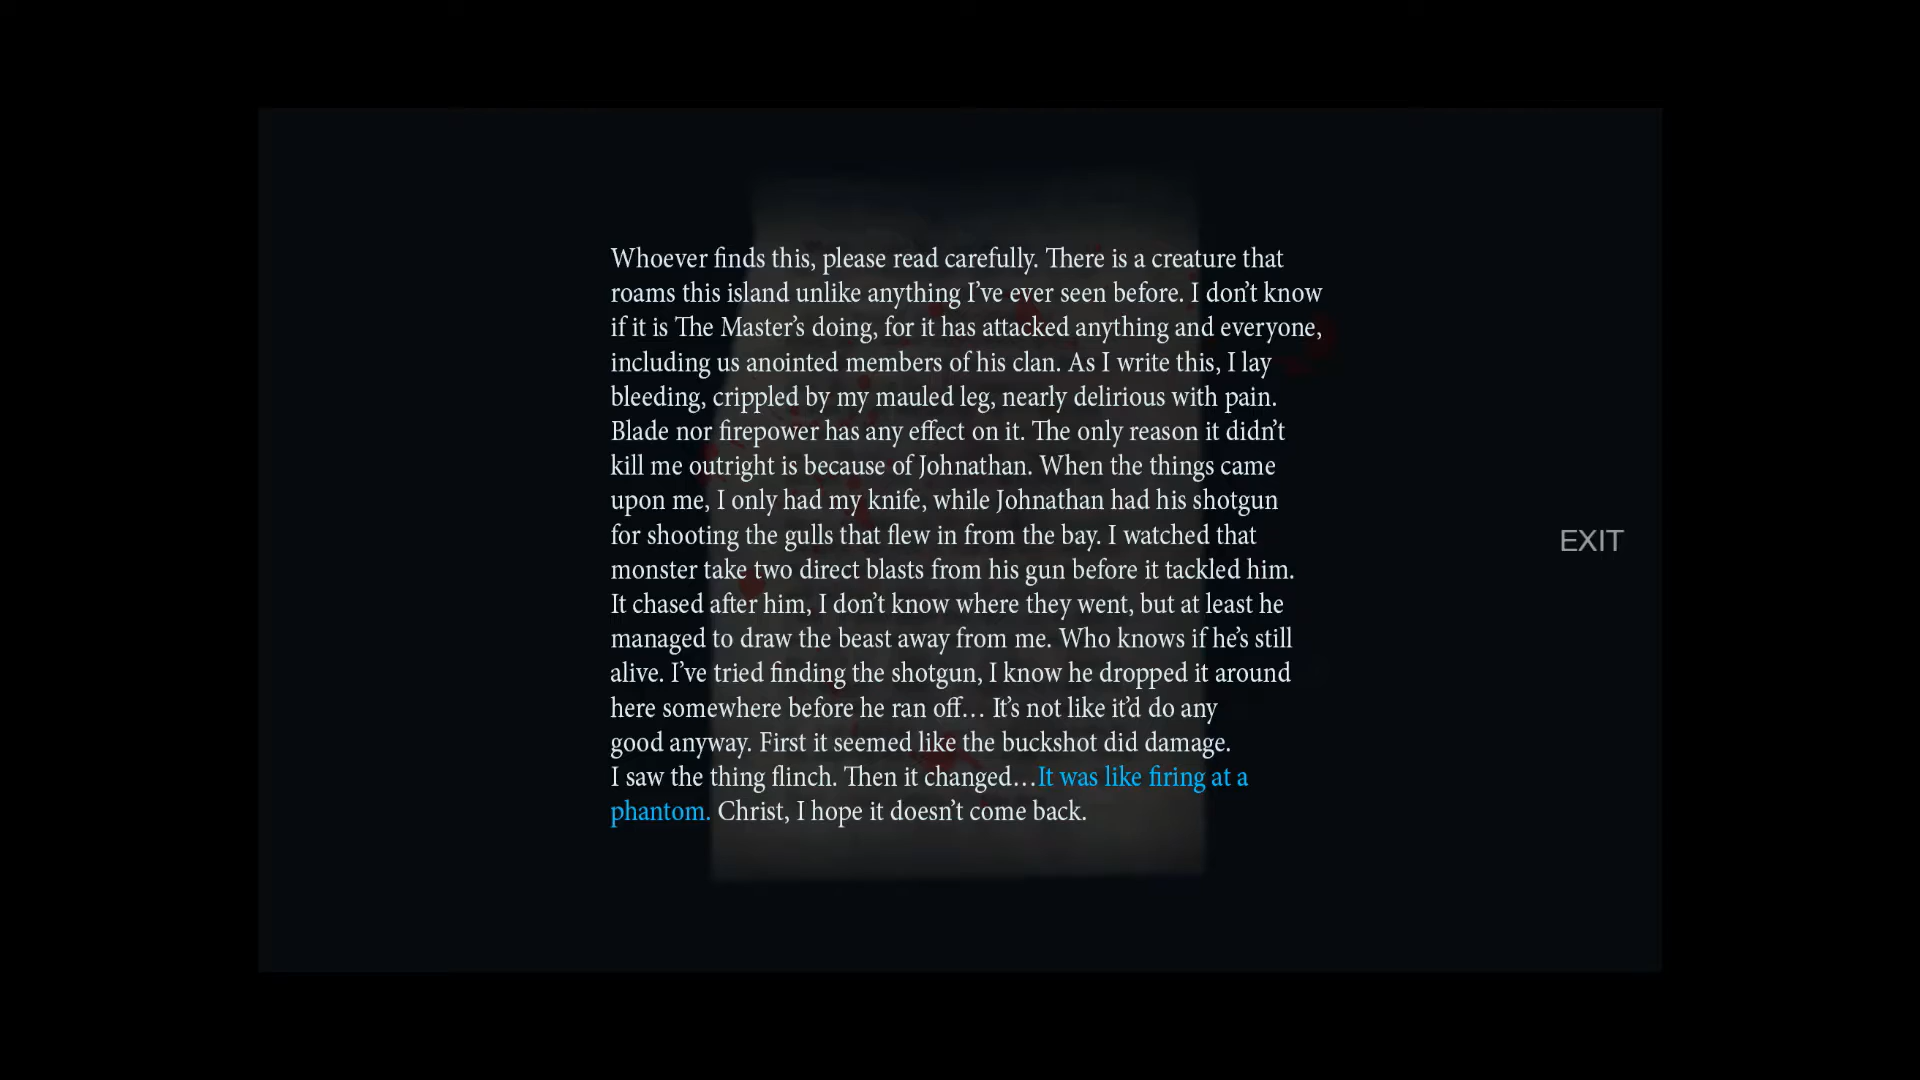 Whoever finds this, please read carefully. There is a creature that
roams this island unlike anything I've ever seen before. I don't know
if it is The Master's doing, for it has attacked anything and everyone,
including us anointed members of his clan. As I write this, I lay
bleeding, crippled by my mauled leg, nearly delirious with pain.
Blade nor firepower has any effect on it. The only reason it didn't
kill me outright is because of Johnathan. When the things came
upon me, I only had my knife, while Johnathan had his shotgun
for shooting the gulls that flew in from the bay. I watched that
monster take two direct blasts from his gun before it tackled him.
It chased after him, I don't know where they went, but at least he
managed to draw the beast away from me. Who knows if he's still
alive. I've tried finding the shotgun, I know he dropped it around
here somewhere before he ran off… It's not like it'd do any
good anyway. First it seemed like the buckshot did damage.
I saw the thing flinch. Then it changed…It was like firing at a
phantom. Christ, I hope it doesn't come back.
EXIT